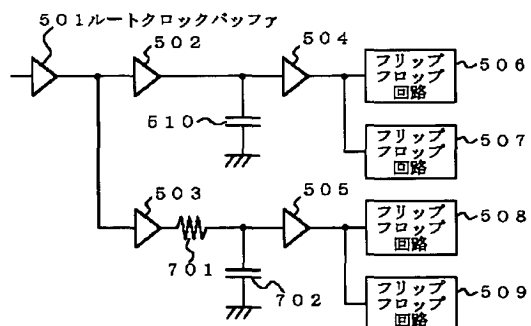 501ルートクロックバッファ
502
504
フリップ
フロップ
回路
506
510
フリップ
フロップ
回路
507
503
505
フリップ
フロップ
回路
508
701
702
フリップ
フロップ
回路
509